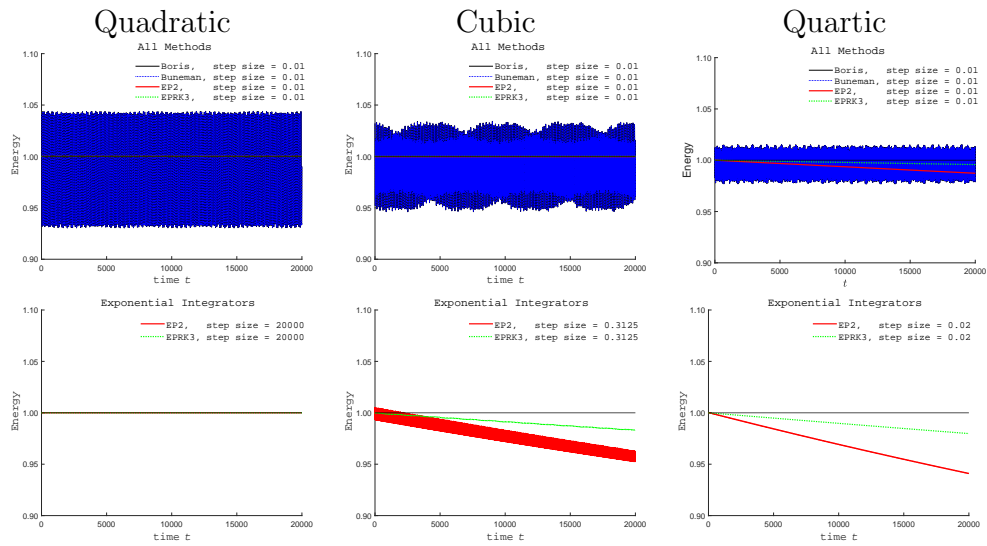 Quadratic
All Methods
Boris, step size = 0.01
Buneman, step size = 0.01
EP2, step size = 0.01
EPRK3, step size = 0.01
1.10
1.05
1.00
0.95
0.90
Energy
0 5000 10000 15000 20000
time t
Cubic
All Methods
Boris, step size = 0.01
Buneman, step size = 0.01
EP2, step size = 0.01
EPRK3, step size = 0.01
1.10
1.05
1.00
0.95
0.90
Energy
0 5000 10000 15000 20000
time t
Quartic
All Methods
Boris, step size = 0.01
Buneman, step size = 0.01
EP2, step size = 0.01
EPRK3, step size = 0.01
1.10
1.05
1.00
0.95
0.90
Energy
0 5000 10000 15000 20000
t
Exponential Integrators
EP2, step size = 20000
EPRK3, step size = 20000
1.10
1.05
1.00
0.95
0.90
Energy
0 5000 10000 15000 20000
time t
Exponential Integrators
EP2, step size = 0.3125
EPRK3, step size = 0.3125
1.10
1.05
1.00
0.95
0.90
Energy
0 5000 10000 15000 20000
time t
Exponential Integrators
EP2, step size = 0.02
EPRK3, step size = 0.02
1.10
1.05
1.00
0.95
0.90
Energy
0 5000 10000 15000 20000
time t